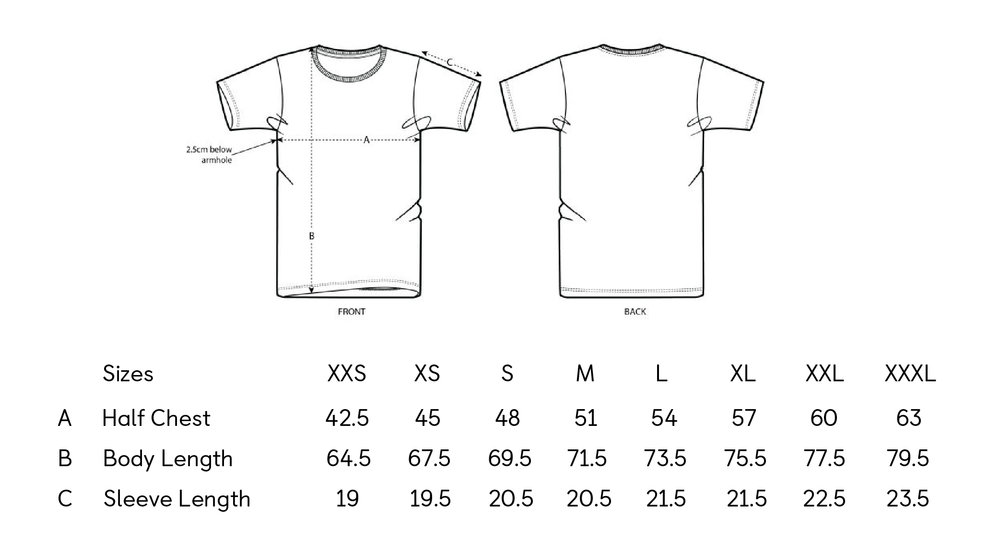 C
A
2.5cm below
armhole
B
FRONT
BACK
Sizes XXS XS S M L XL XXL XXXL
A Half Chest 42.5 45 48 51 54 57 60 63
B Body Length 64.5 67.5 69.5 71.5 73.5 75.5 77.5 79.5
C Sleeve Length 19 19.5 20.5 20.5 21.5 21.5 22.5 23.5